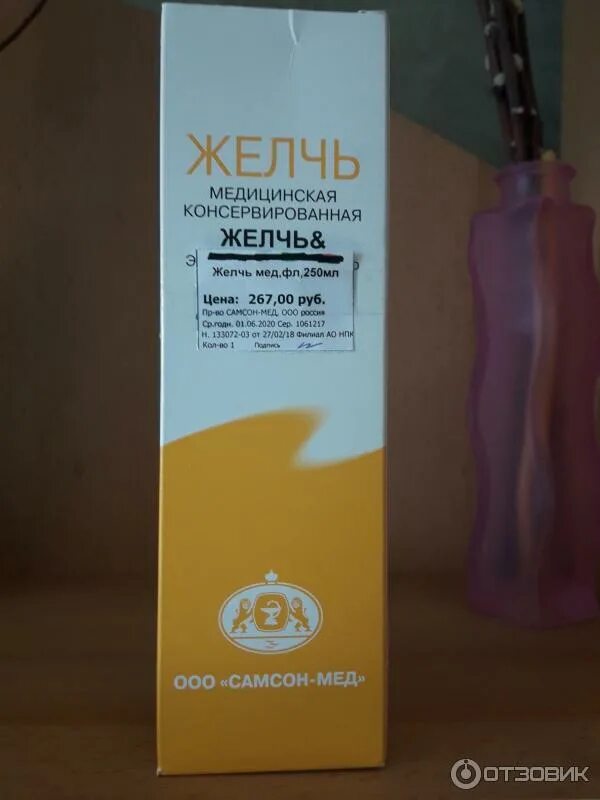 ЖЕЛЧЬ
МЕДИЦИНСКАЯ
КОНСЕРВИРОВАННАЯ
ЖЕЛЧЬ&
Желчь мед,фл,250мл
Цена: 267,00 руб.
Пр-во САМСОН-МЕД, ООО россия
Ср.годн. 01.06.2020 Сер. 1061217
Н. 133072-03 от 27/02/18 Филиал АО НПК
Кол-во 1 Подпись
ООО «САМСОН-МЕД»
ОТЗОВИК